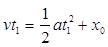 vt₁ = ½at₁² + x₀